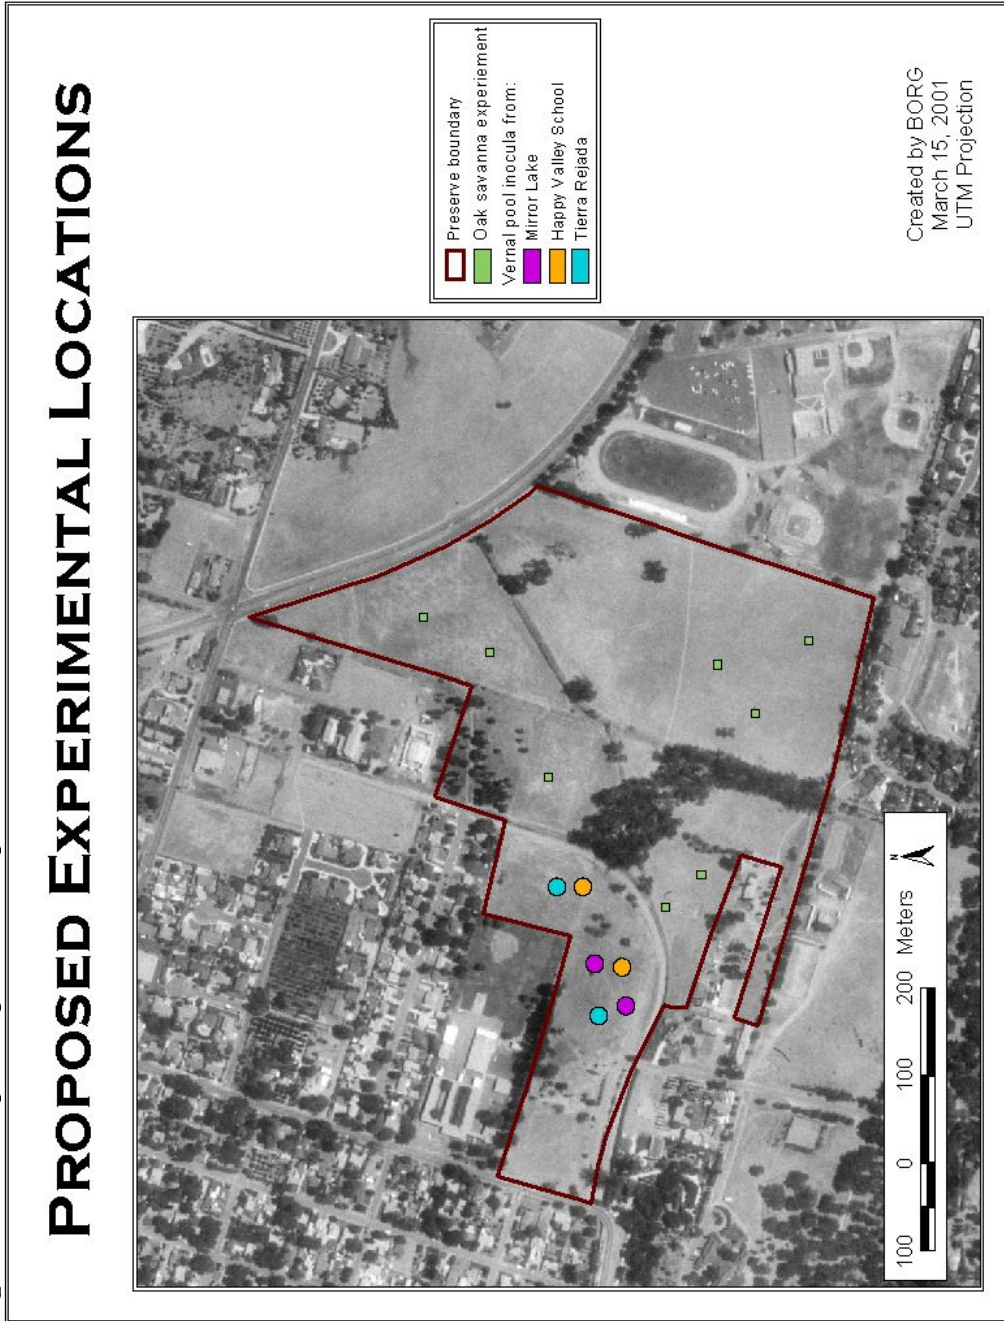 PROPOSED EXPERIMENTAL LOCATIONS
Preserve boundary
Oak savanna experiement
Vernal pool inocula from:
Mirror Lake
Happy Valley School
Tierra Rejada
100 0 100 200 Meters
N
Created by BORG
March 15, 2001
UTM Projection